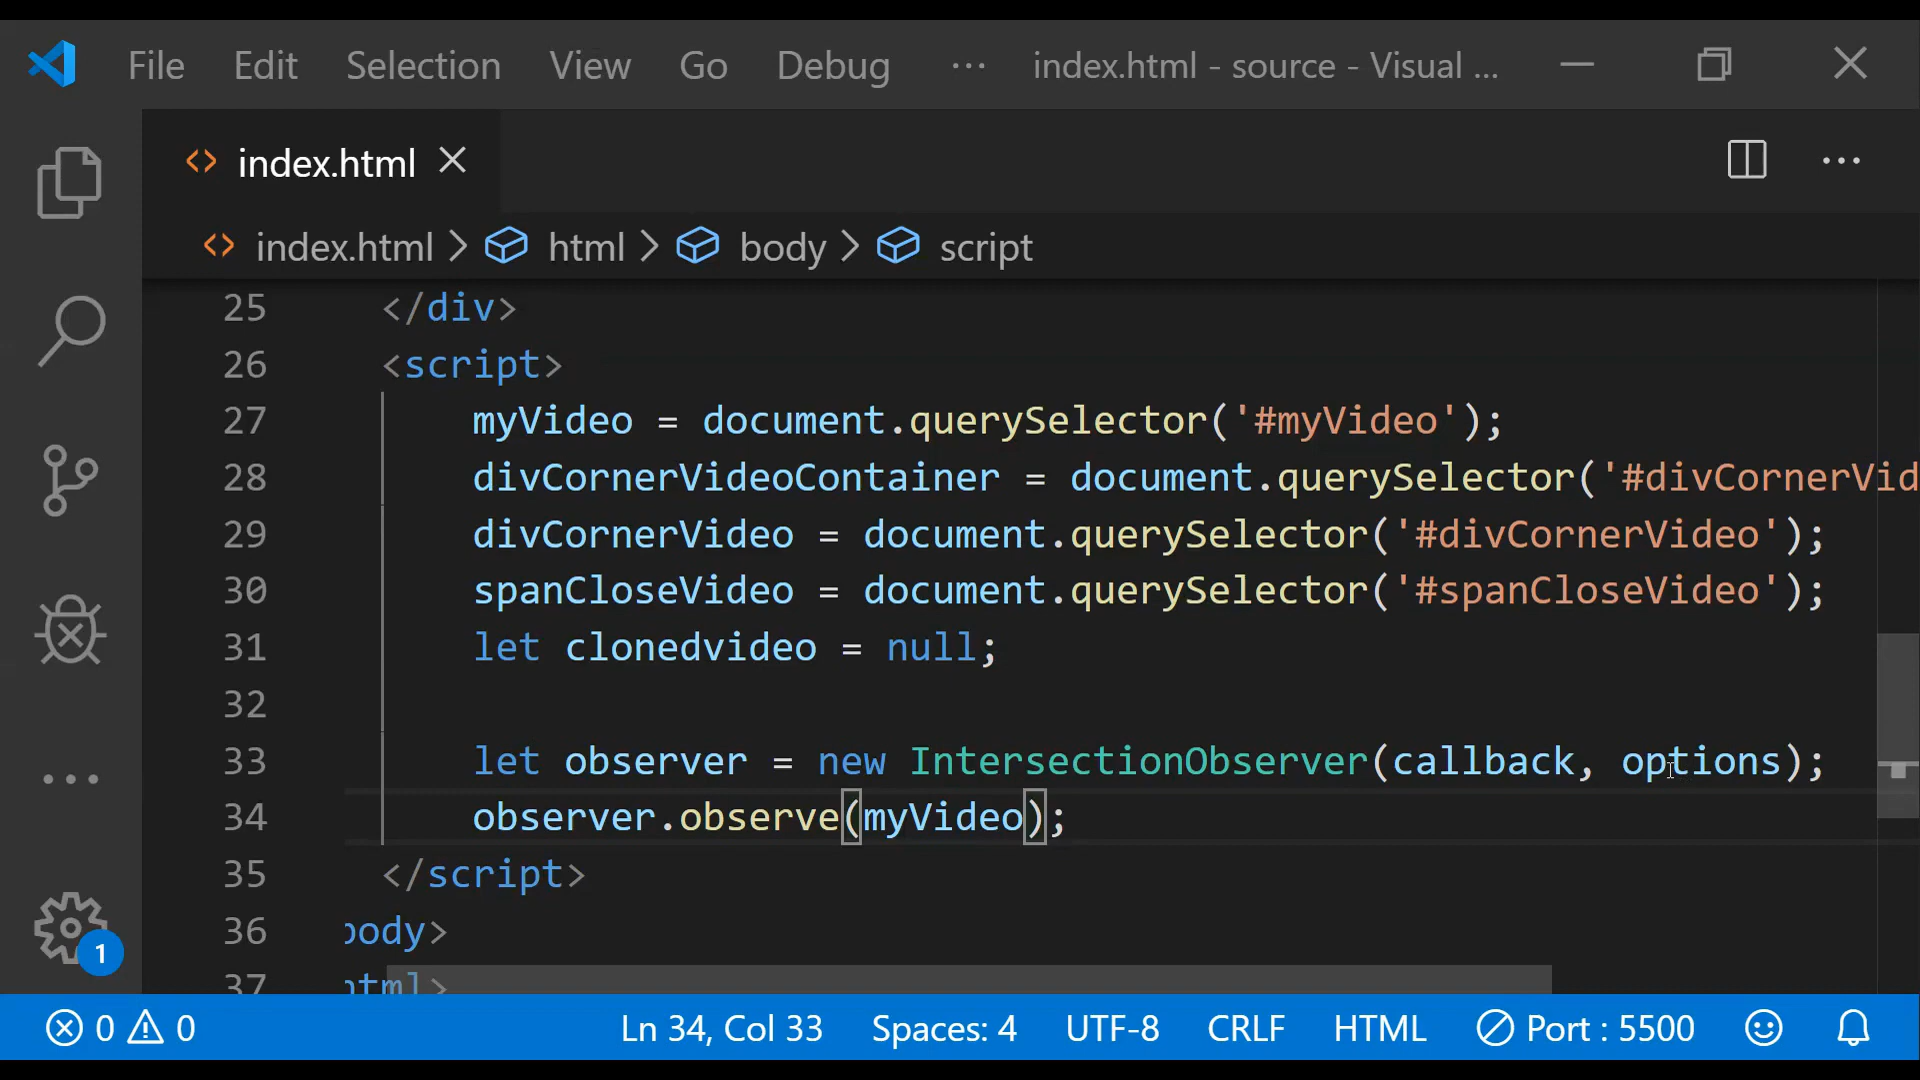 File Edit Selection View Go Debug ··· index.html - source - Visual ...
index.html
index.html > html > body > script
25 </div>
26 <script>
27 myVideo = document.querySelector('#myVideo');
28 divCornerVideoContainer = document.querySelector('#divCornerVid
29 divCornerVideo = document.querySelector('#divCornerVideo');
30 spanCloseVideo = document.querySelector('#spanCloseVideo');
31 let clonedvideo = null;
32
33 let observer = new IntersectionObserver(callback, options);
34 observer.observe(myVideo);
35 </script>
36 body>
37 html>
1
0 0 Ln 34, Col 33 Spaces: 4 UTF-8 CRLF HTML Port : 5500